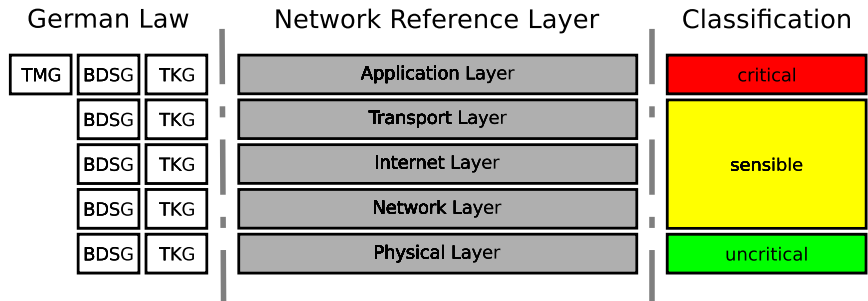 German Law Network Reference Layer Classification
TMG BDSG TKG Application Layer critical
BDSG TKG Transport Layer
BDSG TKG Internet Layer sensible
BDSG TKG Network Layer
BDSG TKG Physical Layer uncritical